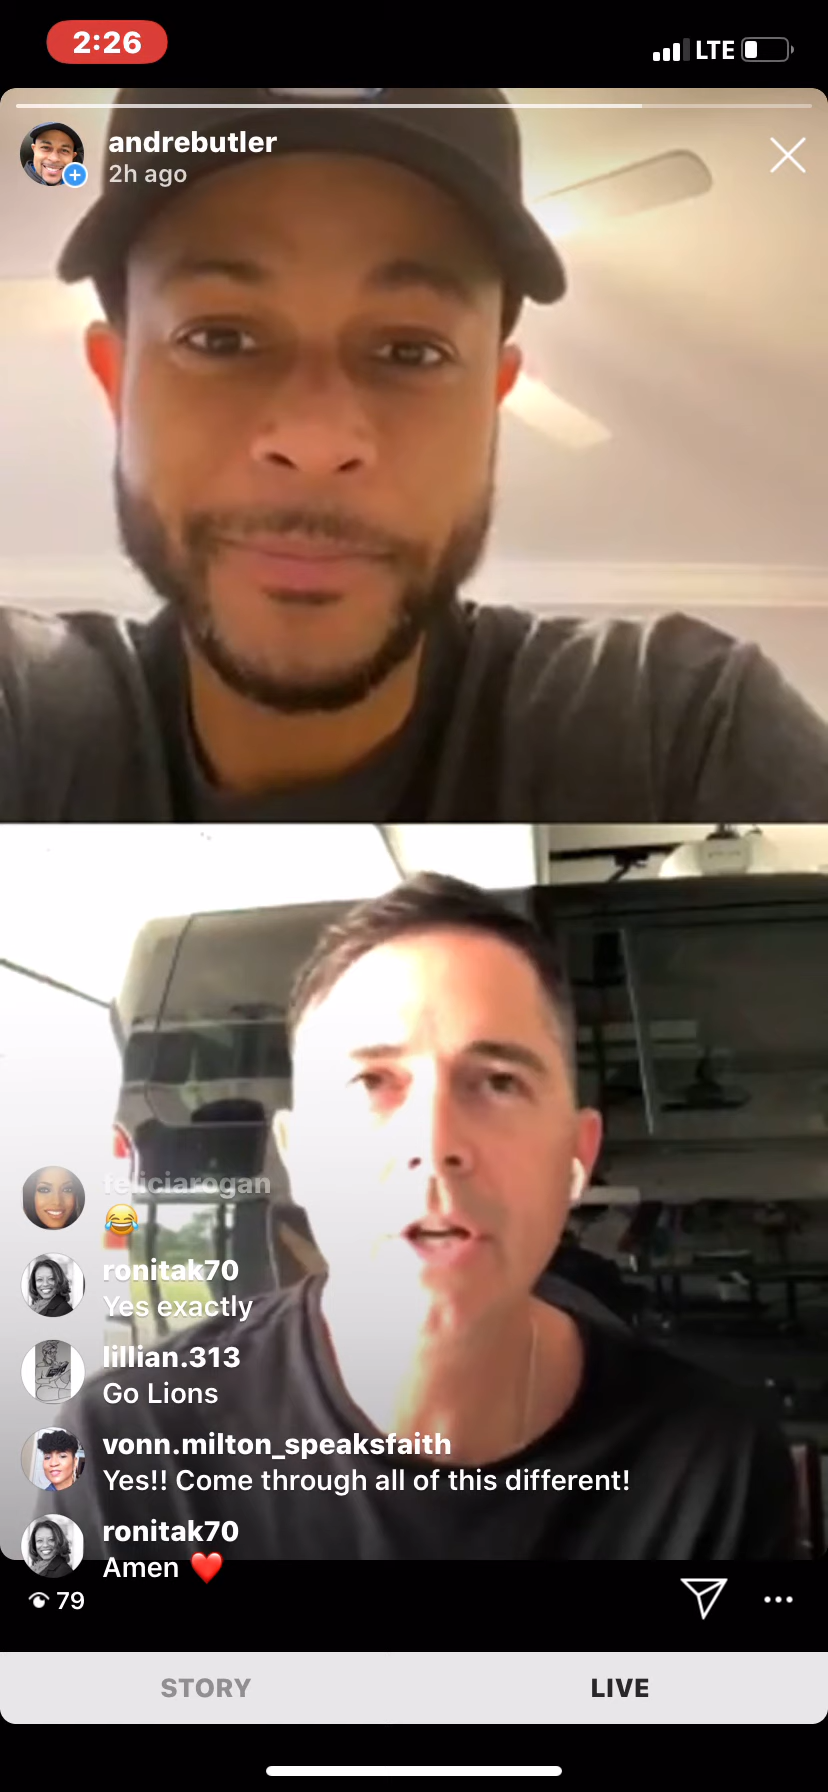 2:26
LTE
andrebutler
2h ago
feliciarogan
😂
ronitak70
Yes exactly
lillian.313
Go Lions
vonn.milton_speaksfaith
Yes!! Come through all of this different!
ronitak70
Amen ❤️
79
STORY
LIVE